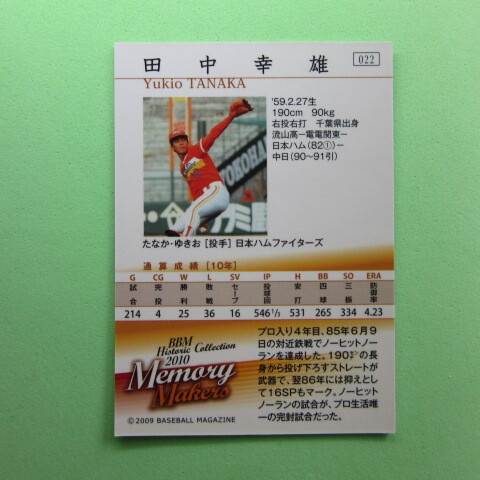 田中幸雄
022
Yukio TANAKA
'59.2.27生
190cm 90kg
右投右打 千葉県出身
流山高－電電関東－
日本ハム(82①)－
中日(90～91引)
YOKOHAM
たなか・ゆきお [投手] 日本ハムファイターズ
通算成績 [10年]
G CG W L SV IP H BB SO ERA
試合 完投 勝利 敗戦 セーブ 投球回 安打 四球 三振 防御率
214 4 25 36 16 546 1/3 531 265 334 4.23
BBM
Historic Collection
2010
Memory
Makers
プロ入り4年目、85年6月9
日の対近鉄戦でノーヒットノ
ーランを達成した。190㌢の長
身から投げ下ろすストレートが
武器で、翌86年には抑えとし
て16SPもマーク。ノーヒット
ノーランの試合が、プロ生活唯
一の完封試合だった。
©2009 BASEBALL MAGAZINE